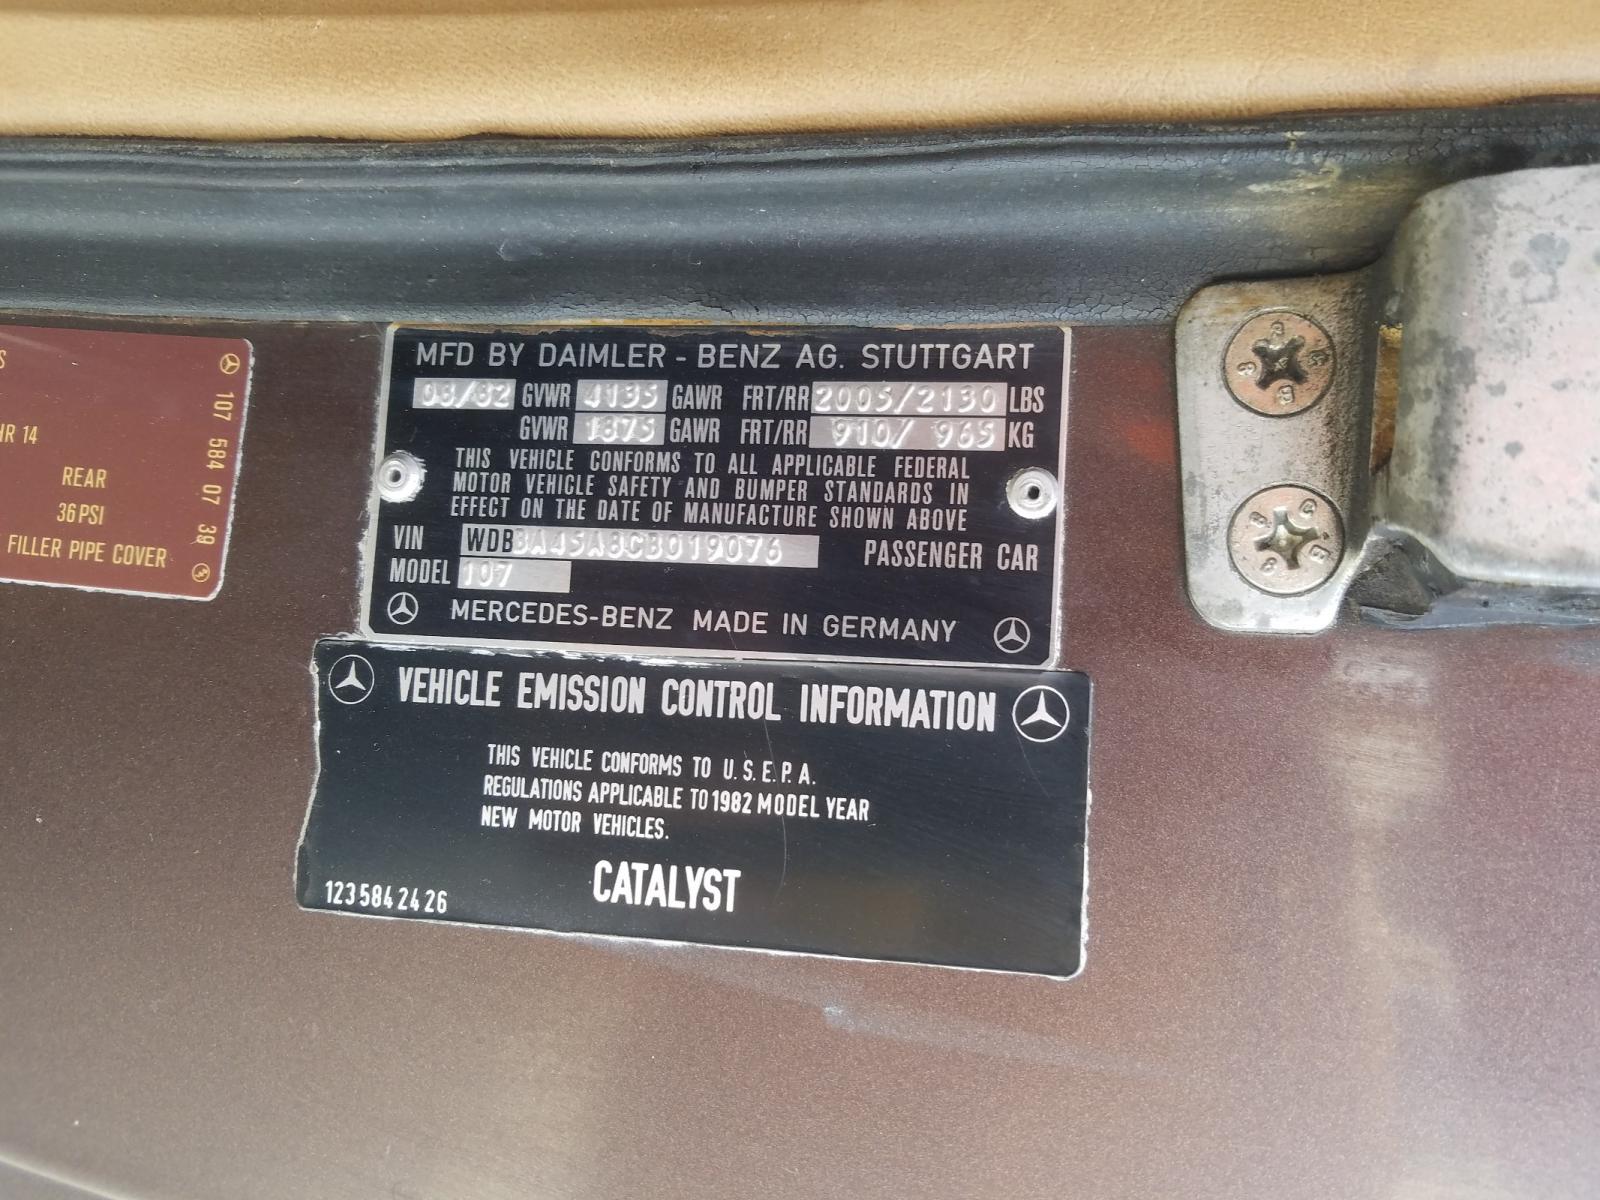 S
HR 14
REAR
36 PSI
FILLER PIPE COVER
107 584 07 39
MFD BY DAIMLER - BENZ AG. STUTTGART
08/82 GVWR 4135 GAWR FRT/RR 2005/2130 LBS
GVWR 1875 GAWR FRT/RR 910/ 965 KG
THIS VEHICLE CONFORMS TO ALL APPLICABLE FEDERAL
MOTOR VEHICLE SAFETY AND BUMPER STANDARDS IN
EFFECT ON THE DATE OF MANUFACTURE SHOWN ABOVE
VIN WDBBA45A8CB019076 PASSENGER CAR
MODEL 107
MERCEDES-BENZ MADE IN GERMANY
VEHICLE EMISSION CONTROL INFORMATION
THIS VEHICLE CONFORMS TO U.S.E.P.A.
REGULATIONS APPLICABLE TO 1982 MODEL YEAR
NEW MOTOR VEHICLES.
CATALYST
123 584 24 26